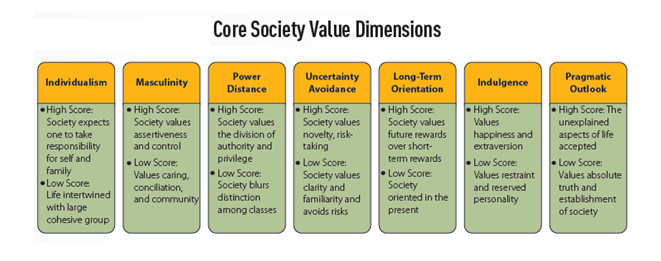 Core Society Value Dimensions
Individualism
• High Score:
Society expects
one to take
responsibility
for self and
family
• Low Score:
Life intertwined
with large
cohesive group
Masculinity
• High Score:
Society values
assertiveness
and control
• Low Score:
Values caring,
conciliation,
and community
Power
Distance
• High Score:
Society values
the division of
authority and
privilege
• Low Score:
Society blurs
distinction
among classes
Uncertainty
Avoidance
• High Score:
Society values
novelty, risk-
taking
• Low Score:
Society values
clarity and
familiarity and
avoids risks
Long-Term
Orientation
• High Score:
Society values
future rewards
over short-
term rewards
• Low Score:
Society
oriented in the
present
Indulgence
• High Score:
Values
happiness and
extraversion
• Low Score:
Values restraint
and reserved
personality
Pragmatic
Outlook
• High Score: The
unexplained
aspects of life
accepted
• Low Score:
Values absolute
truth and
establishment
of society